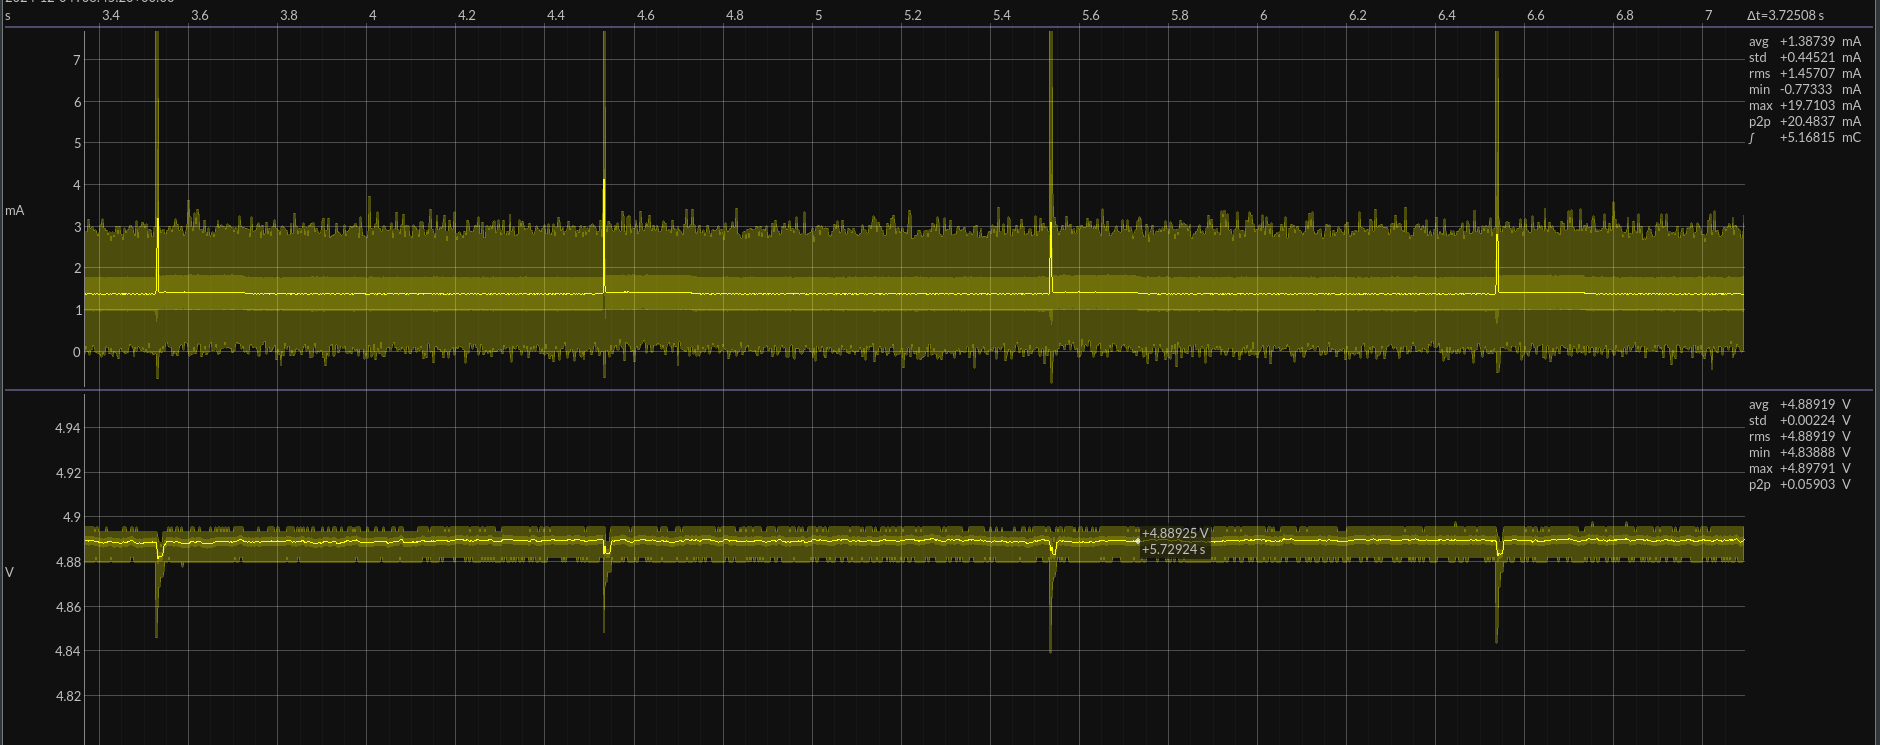 s 3.4 3.6 3.8 4 4.2 4.4 4.6 4.8 5 5.2 5.4 5.6 5.8 6 6.2 6.4 6.6 6.8 7 Δt=3.72508 s
avg +1.38739 mA
std +0.44521 mA
rms +1.45707 mA
min -0.77333 mA
max +19.7103 mA
p2p +20.4837 mA
∫ +5.16815 mC
7
6
5
4
mA
3
2
1
0
avg +4.88919 V
std +0.00224 V
rms +4.88919 V
min +4.83888 V
max +4.89791 V
p2p +0.05903 V
4.94
4.92
4.9
+4.88925 V
+5.72924 s
4.88
V
4.86
4.84
4.82